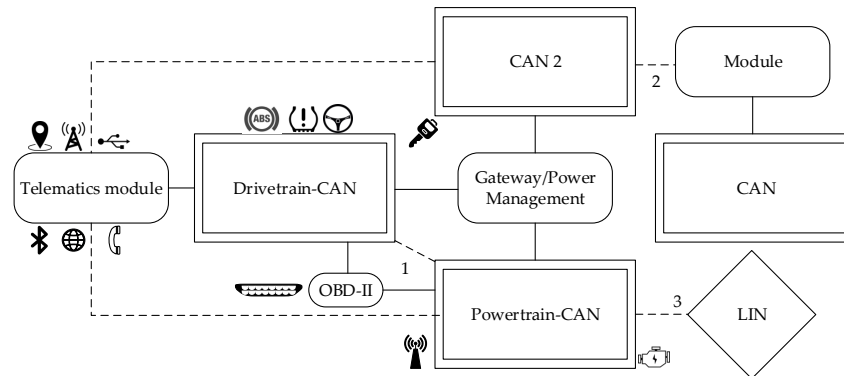 CAN 2
2
Module
ABS
Telematics module
Drivetrain-CAN
Gateway/Power
Management
CAN
1
OBD-II
Powertrain-CAN
3
LIN